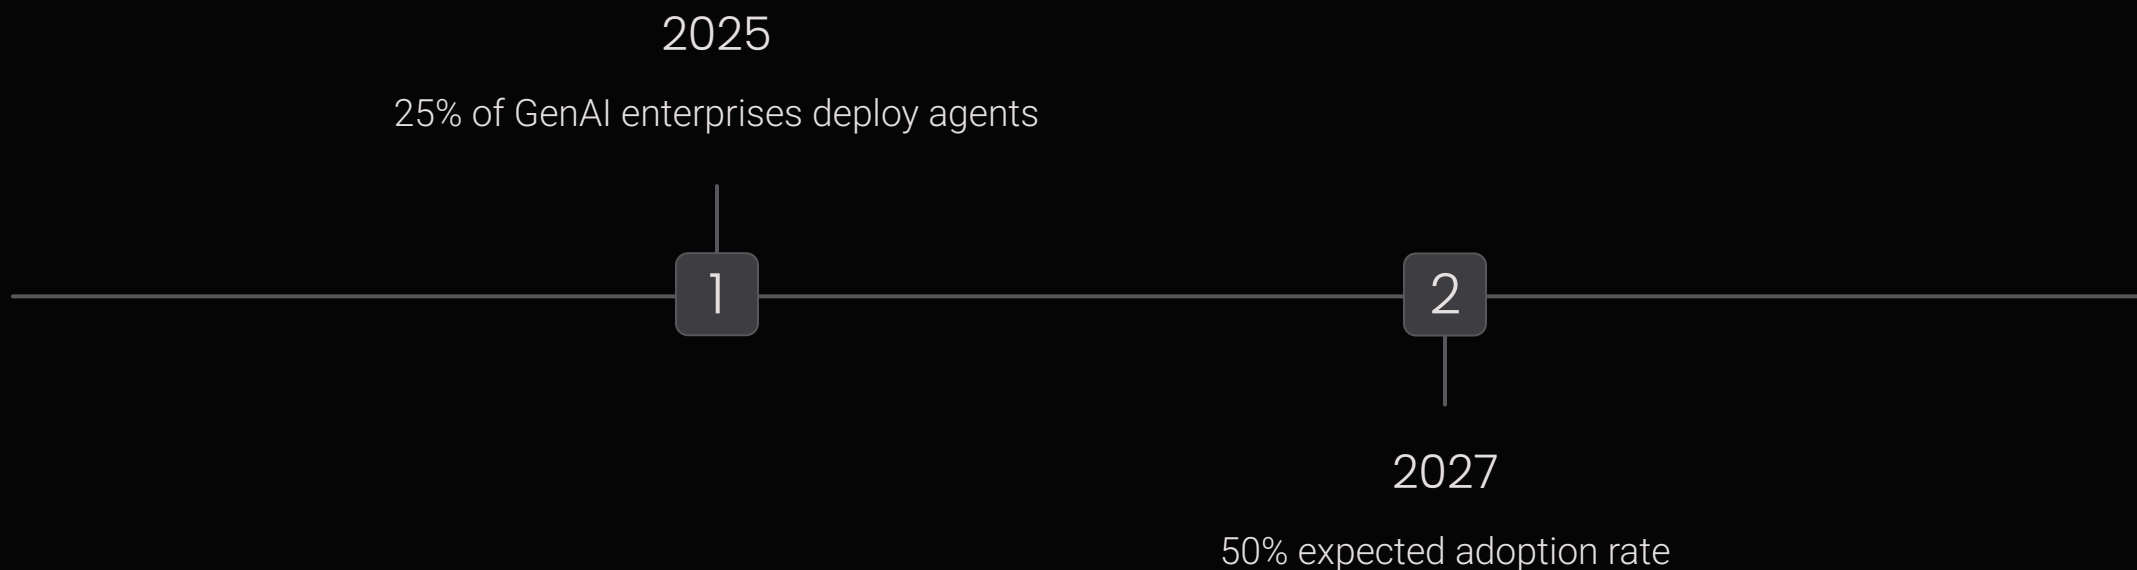 2025
25% of GenAI enterprises deploy agents
1
2
2027
50% expected adoption rate